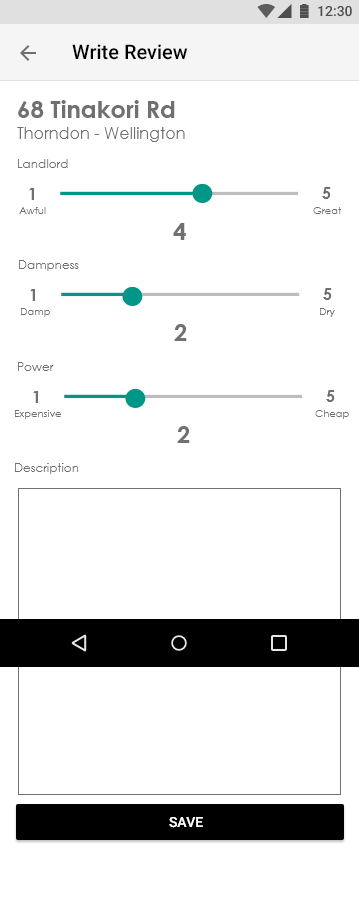 12:30
Write Review
68 Tinakori Rd
Thorndon - Wellington
Landlord
1 5
Awful Great
4
Dampness
1 5
Damp Dry
2
Power
1 5
Expensive Cheap
2
Description
SAVE